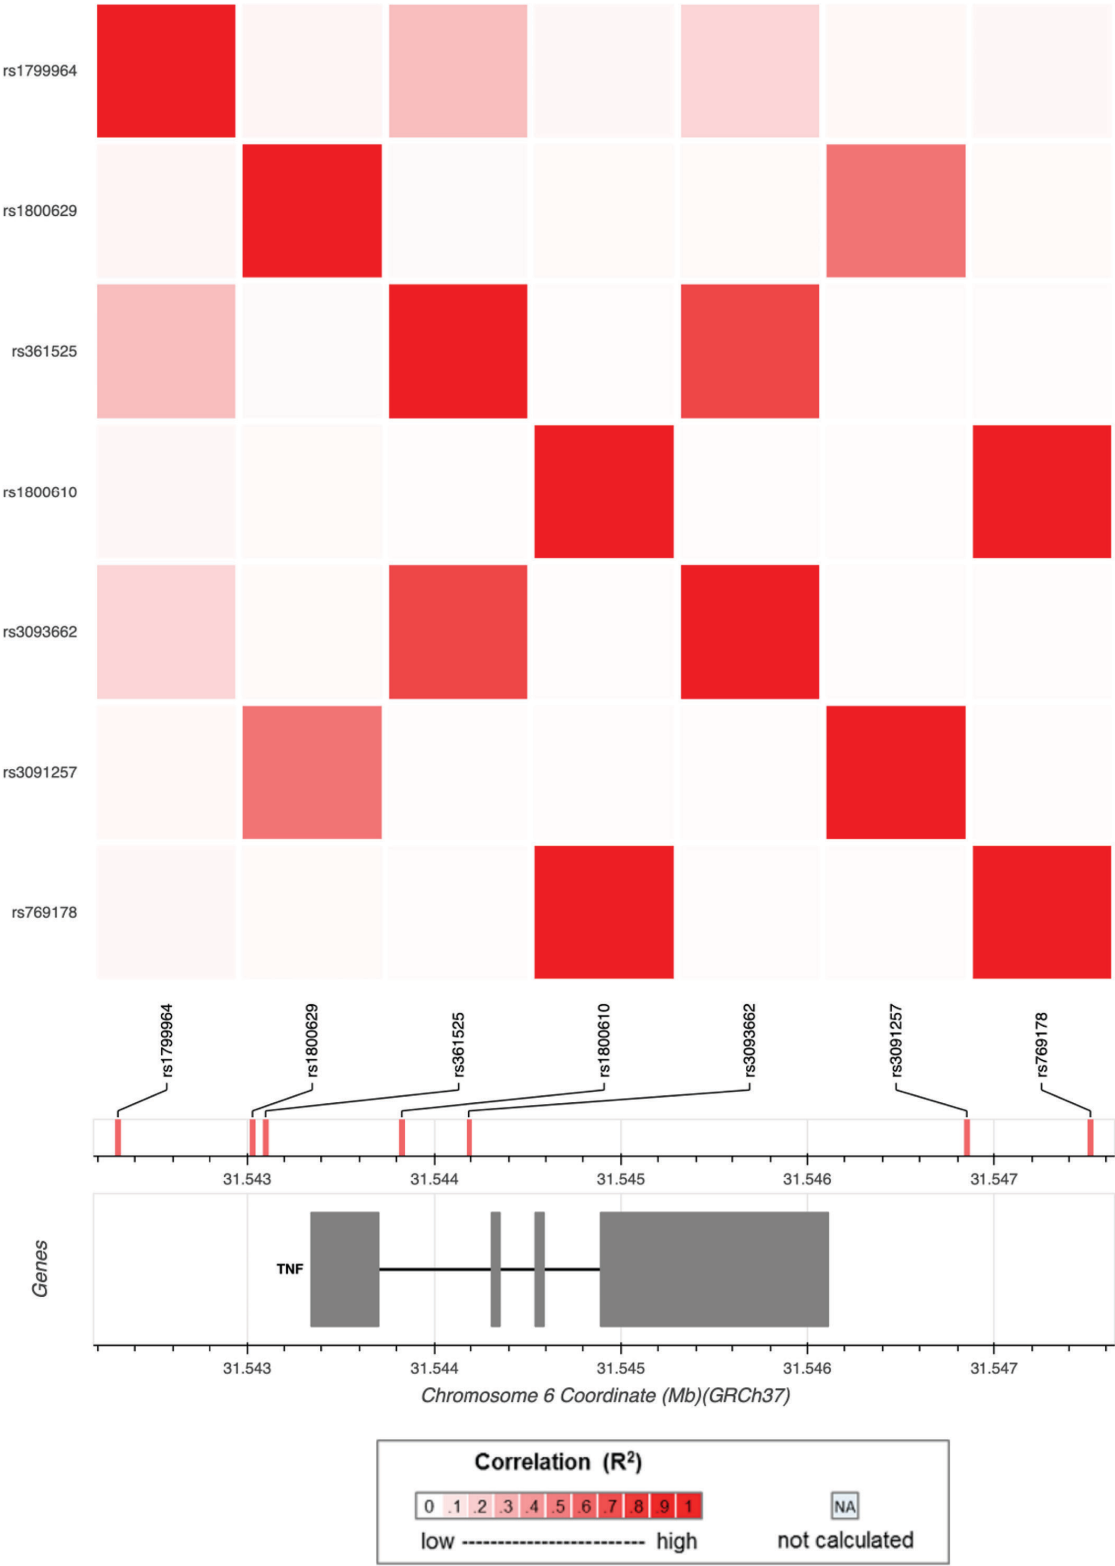 rs1799964
rs1800629
rs361525
rs1800610
rs3093662
rs3091257
rs769178
rs1799964 rs1800629 rs361525 rs1800610 rs3093662 rs3091257 rs769178
31.543 31.544 31.545 31.546 31.547
Genes
TNF
31.543 31.544 31.545 31.546 31.547
Chromosome 6 Coordinate (Mb)(GRCh37)
Correlation (R²)
0 .1 .2 .3 .4 .5 .6 .7 .8 .9 1 NA
low ---------------------- high not calculated